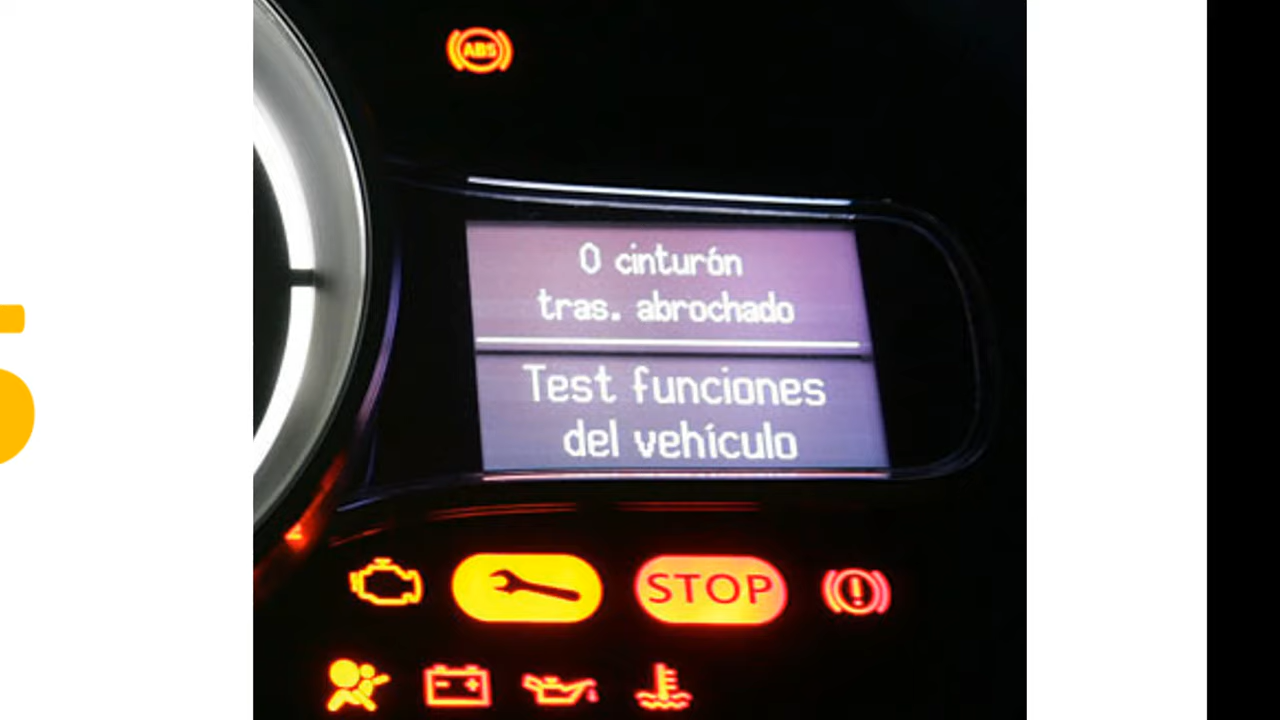 ABS
0 cinturón
tras. abrochado
Test funciones
del vehículo
STOP